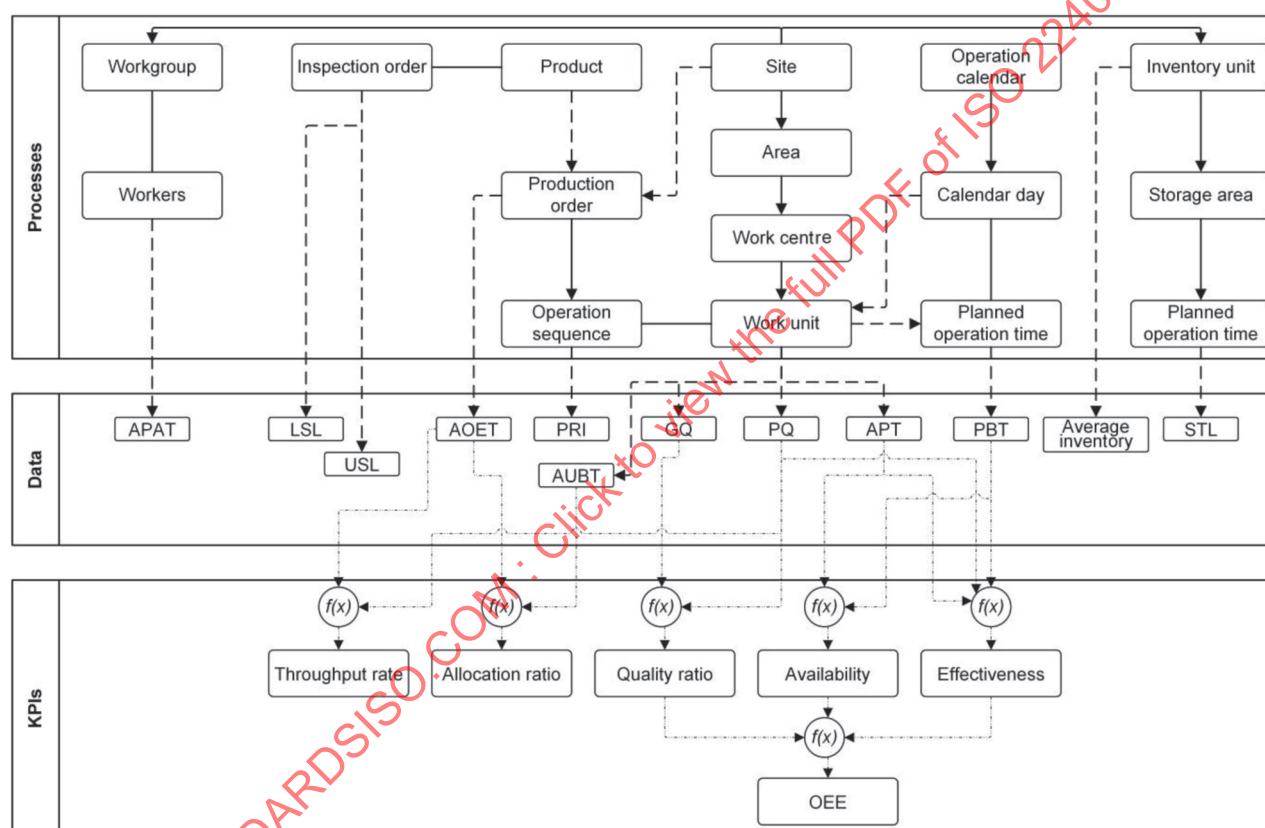 Processes
Workgroup
Inspection order
Product
Site
Operation
calendar
Inventory unit
Area
Workers
Production
order
Calendar day
Storage area
Work centre
Operation
sequence
Work unit
Planned
operation time
Planned
operation time
Data
APAT
LSL
USL
AOET
PRI
AUBT
GQ
PQ
APT
PBT
Average
inventory
STL
KPIs
f(x)
f(x)
f(x)
f(x)
f(x)
Throughput rate
Allocation ratio
Quality ratio
Availability
Effectiveness
f(x)
OEE
DARDSISO.COM : Click to view the full PDF of ISO 2240